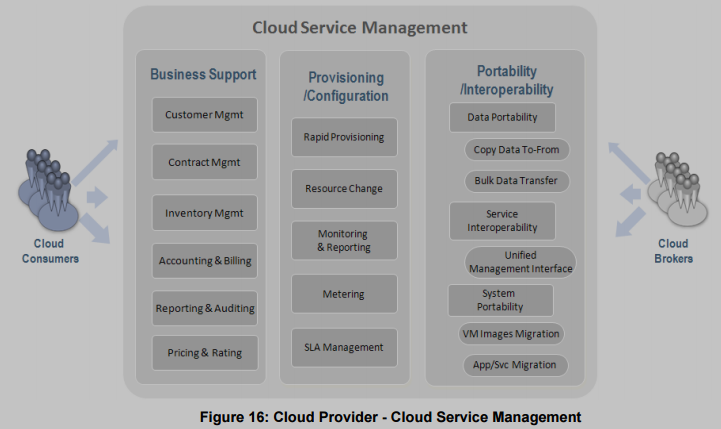 Cloud Service Management
Business Support
Customer Mgmt
Contract Mgmt
Inventory Mgmt
Accounting & Billing
Reporting & Auditing
Pricing & Rating
Provisioning
/Configuration
Rapid Provisioning
Resource Change
Monitoring
& Reporting
Metering
SLA Management
Portability
/Interoperability
Data Portability
Copy Data To-From
Bulk Data Transfer
Service
Interoperability
Unified
Management Interface
System
Portability
VM Images Migration
App/Svc Migration
Cloud
Consumers
Cloud
Brokers
Figure 16: Cloud Provider - Cloud Service Management